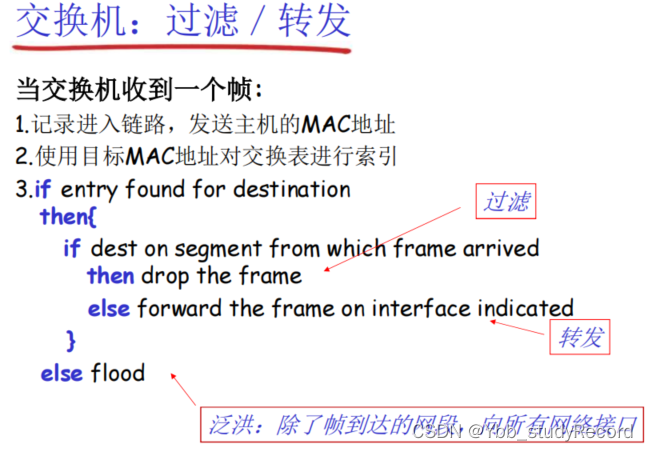 交换机：过滤／转发
当交换机收到一个帧：
1.记录进入链路，发送主机的MAC地址
2.使用目标MAC地址对交换表进行索引
3.if entry found for destination
过滤
then{
if dest on segment from which frame arrived
then drop the frame
else forward the frame on interface indicated
转发
}
else flood
泛洪：除了帧到达的网段，向所有网络接口
CSDN @Ybb_studyRecord